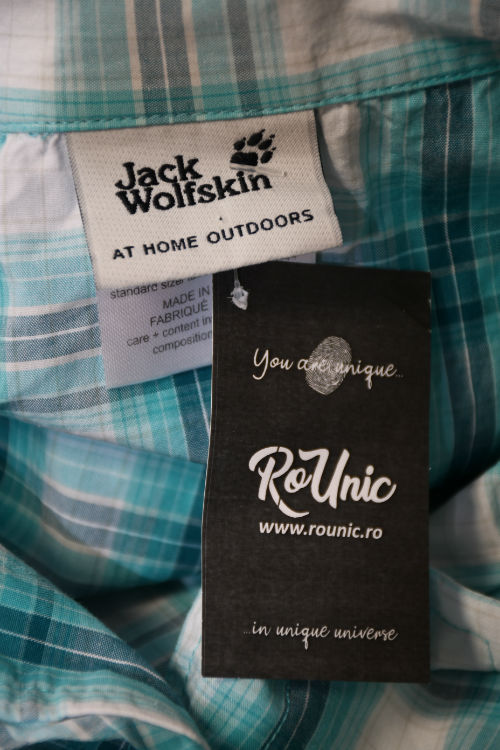 Jack
Wolfskin
AT HOME OUTDOORS
standard size
MADE IN
FABRIQUÉ
care + content in
composition
You are unique...
RoUnic
www.rounic.ro
...in unique universe